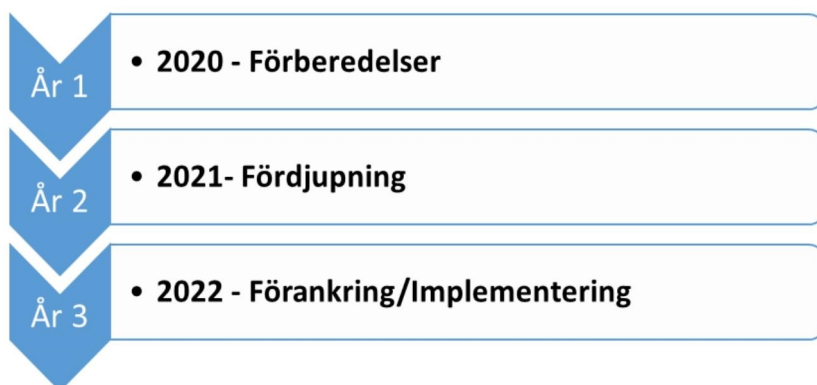 År 1
• 2020 - Förberedelser
År 2
• 2021- Fördjupning
År 3
• 2022 - Förankring/Implementering